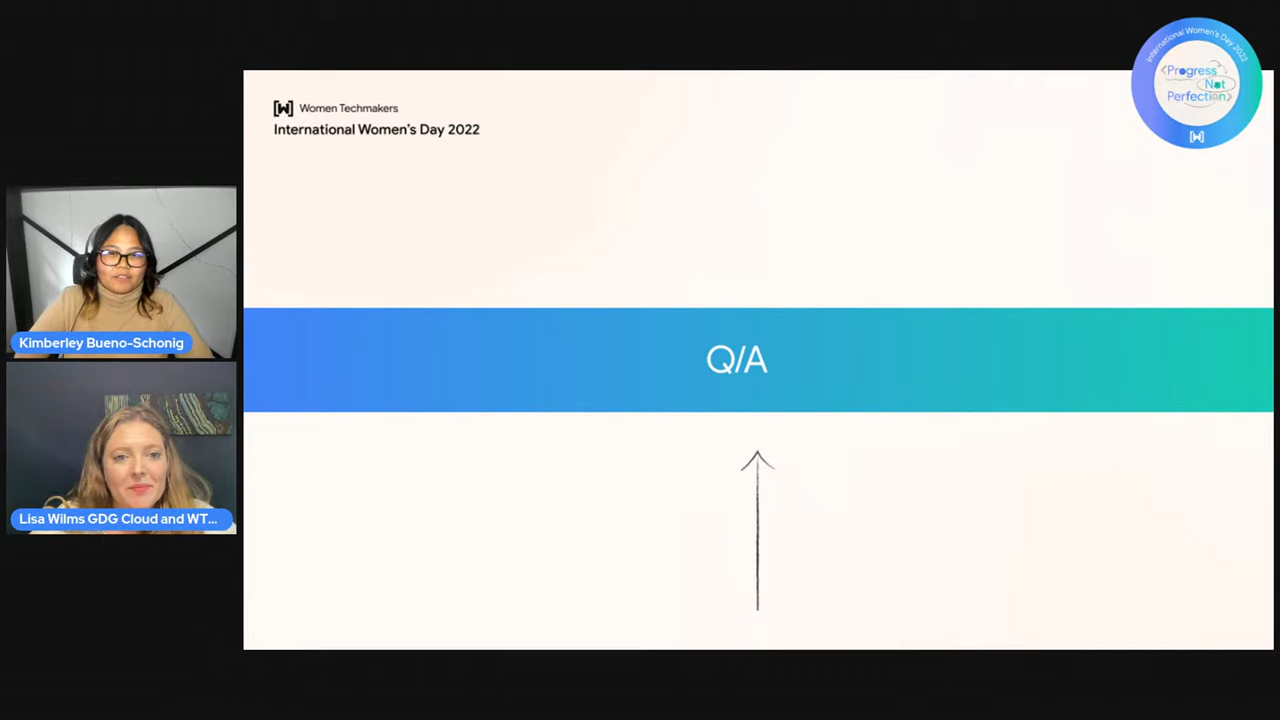 [W] Women Techmakers
International Women's Day 2022
International Women's Day 2022
<Progress
Not
Perfection>
[W]
Q/A
Kimberley Bueno-Schonig
Lisa Wilms GDG Cloud and WT...